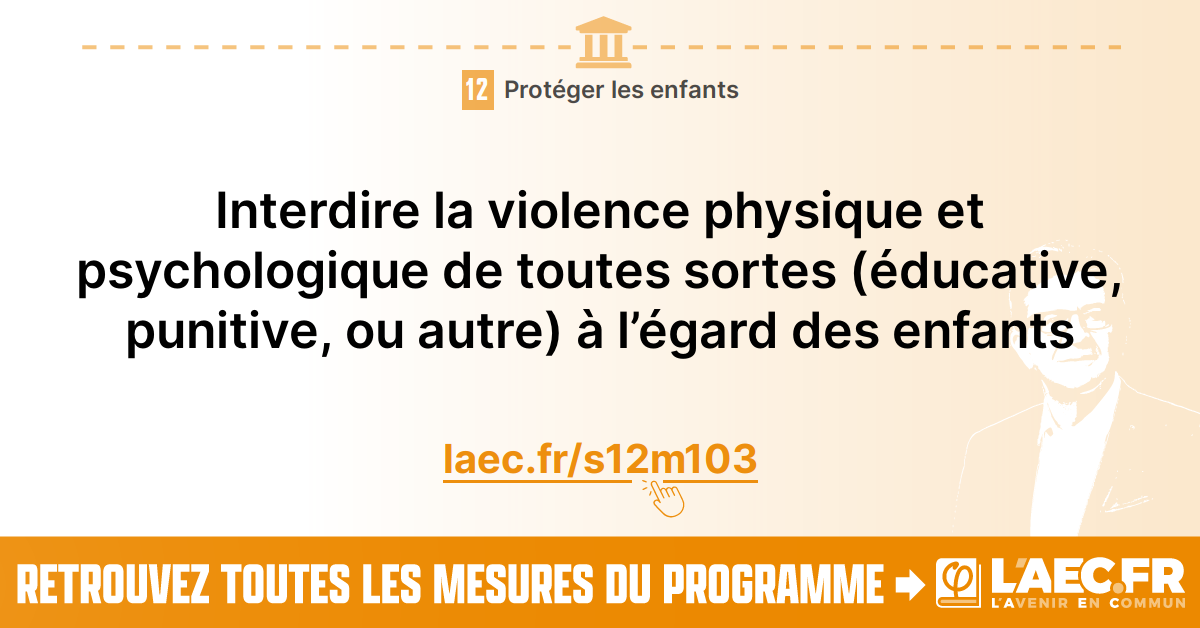 12 Protéger les enfants
Interdire la violence physique et
psychologique de toutes sortes (éducative,
punitive, ou autre) à l’égard des enfants
laec.fr/s12m103
RETROUVEZ TOUTES LES MESURES DU PROGRAMME
φ L'AEC.FR
L'AVENIR EN COMMUN